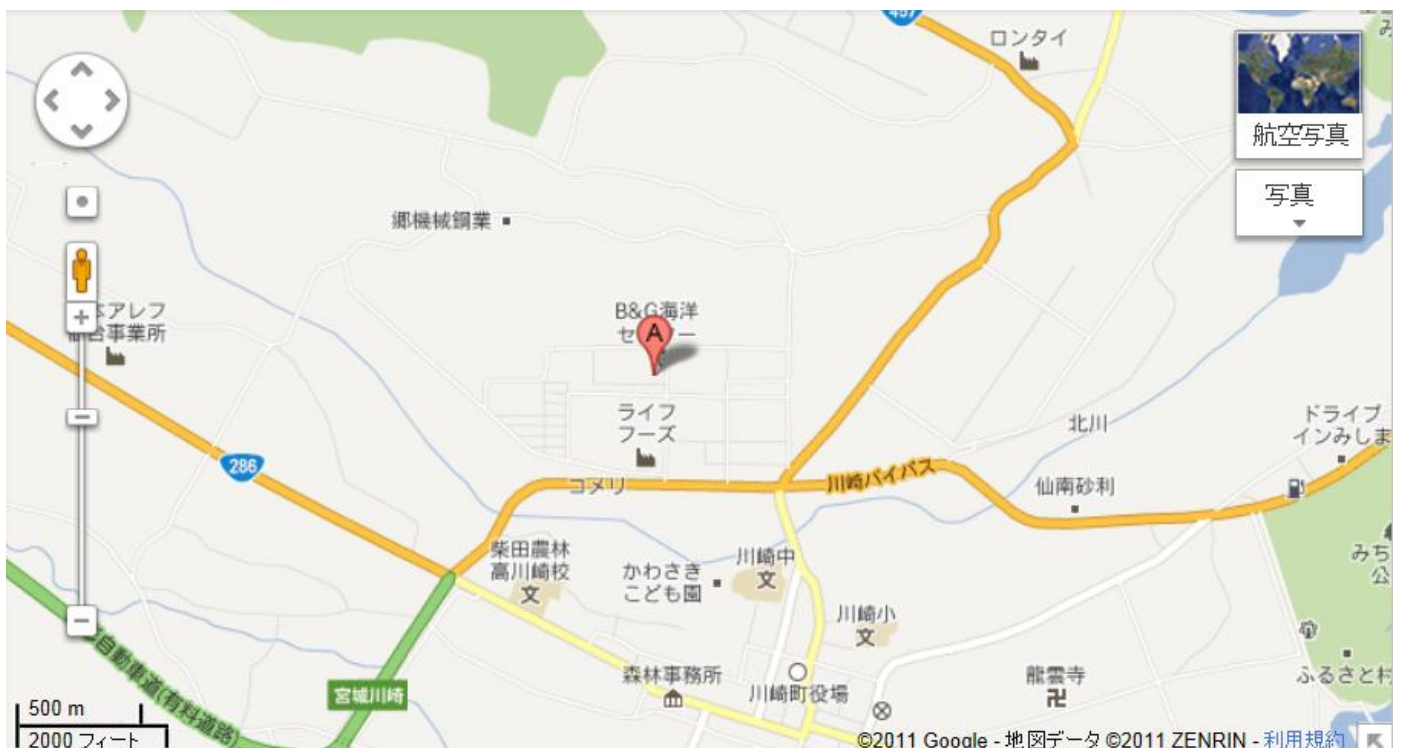 457
ロンタイ
航空写真
写真
郷機械鋼業
アレフ
台事業所
B&G海洋
A
ライフ
フーズ
北川
ドライブ
インみしま
286
コメリ
川崎バイパス
仙南砂利
柴田農林
高川崎校
文
かわさき
こども園
川崎中
文
みち
公
川崎小
文
自動車道(有料道路)
宮城川崎
森林事務所
川崎町役場
龍雲寺
卍
ふるさと村
500 m
2000 フィート
©2011 Google - 地図データ ©2011 ZENRIN - 利用規約